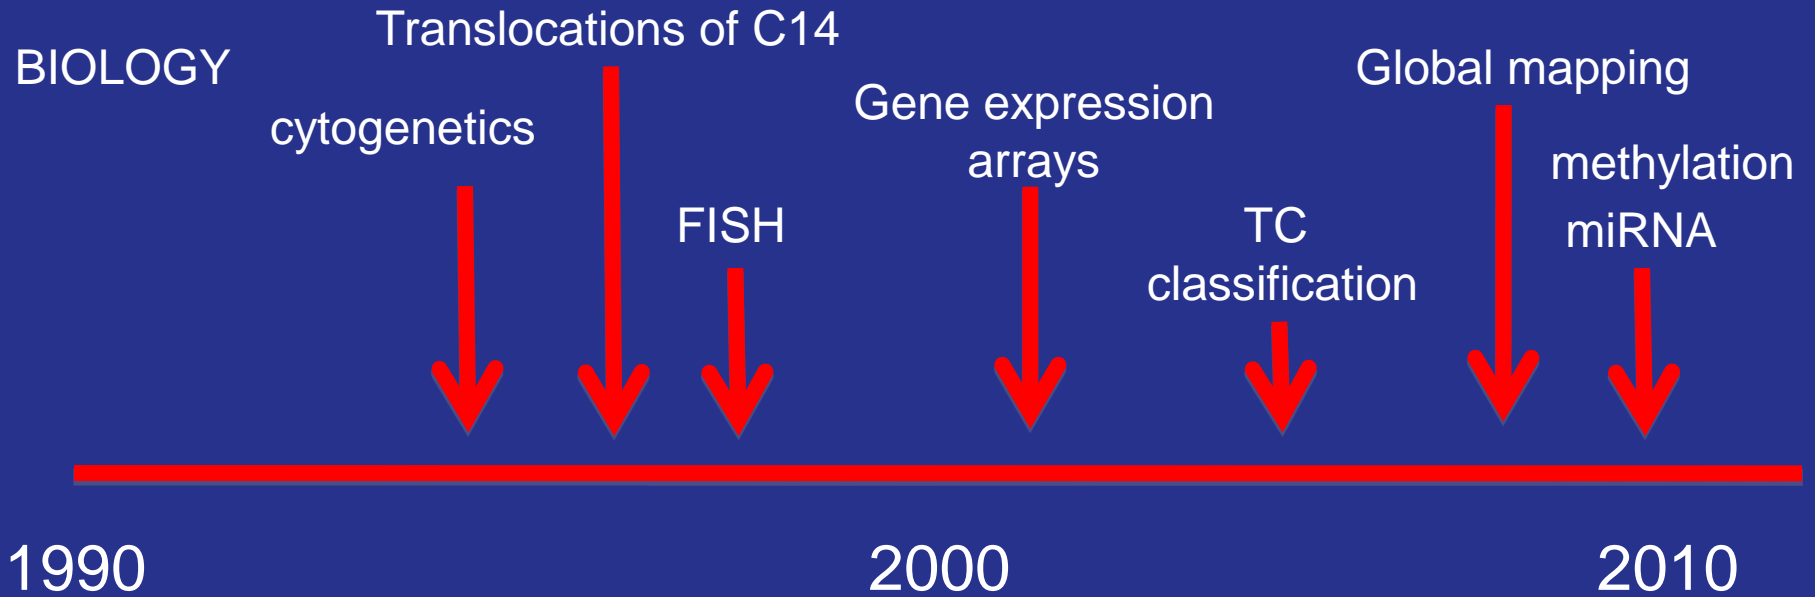 BIOLOGY
Translocations of C14
cytogenetics
FISH
Gene expression
arrays
TC
classification
Global mapping
methylation
miRNA
1990
2000
2010